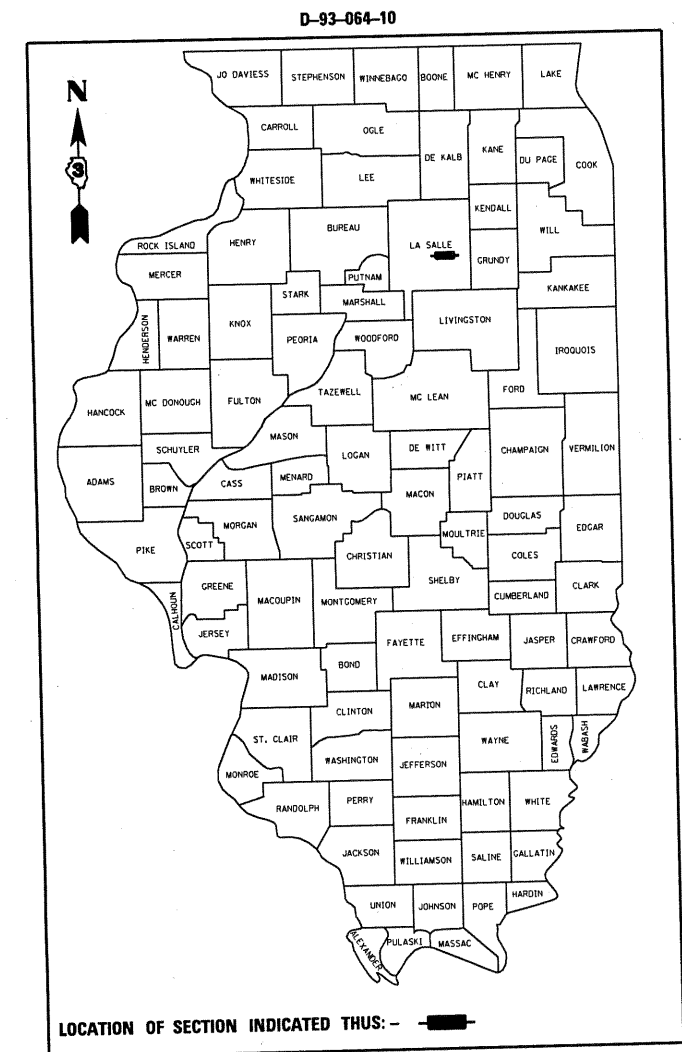 D-93-064-10
N
3
JO DAVIESS
STEPHENSON
WINNEBAGO
BOONE
MC HENRY
LAKE
CARROLL
OGLE
DE KALB
KANE
DU PAGE
COOK
WHITESIDE
LEE
KENDALL
WILL
ROCK ISLAND
HENRY
BUREAU
LA SALLE
GRUNDY
MERCER
PUTNAM
KANKAKEE
STARK
MARSHALL
HENDERSON
WARREN
KNOX
PEORIA
WOODFORD
LIVINGSTON
IROQUOIS
HANCOCK
MC DONOUGH
FULTON
TAZEWELL
MC LEAN
FORD
SCHUYLER
MASON
LOGAN
DE WITT
CHAMPAIGN
VERMILION
ADAMS
BROWN
CASS
MENARD
MACON
PIATT
PIKE
SCOTT
MORGAN
SANGAMON
CHRISTIAN
MOULTRIE
DOUGLAS
EDGAR
COLES
CALHOUN
GREENE
MACOUPIN
MONTGOMERY
SHELBY
CUMBERLAND
CLARK
JERSEY
FAYETTE
EFFINGHAM
JASPER
CRAWFORD
MADISON
BOND
CLAY
RICHLAND
LAWRENCE
CLINTON
MARION
ST. CLAIR
WASHINGTON
WAYNE
EDWARDS
WABASH
MONROE
JEFFERSON
RANDOLPH
PERRY
FRANKLIN
HAMILTON
WHITE
JACKSON
WILLIAMSON
SALINE
GALLATIN
UNION
JOHNSON
POPE
HARDIN
ALEXANDER
PULASKI
MASSAC
LOCATION OF SECTION INDICATED THUS: -